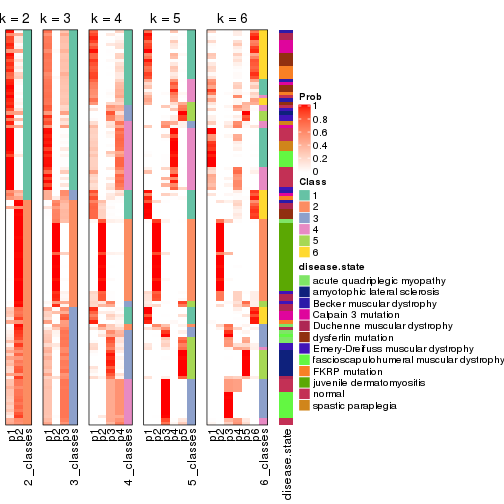 k = 2 k = 3 k = 4 k = 5 k = 6
Prob
1
0.8
0.6
0.4
0.2
0
Class
1
2
3
4
5
6
disease.state
acute quadriplegic myopathy
amyotophic lateral sclerosis
Becker muscular dystrophy
Calpain 3 mutation
Duchenne muscular dystrophy
dysferlin mutation
Emery-Dreifuss muscular dystrophy
fascioscapulohumeral muscular dystrophy
FKRP mutation
juvenile dermatomyositis
normal
spastic paraplegia
p1
p2
2_classes
p1
p2
p3
3_classes
p1
p2
p3
p4
4_classes
p1
p2
p3
p4
p5
5_classes
p1
p2
p3
p4
p5
p6
6_classes
disease.state